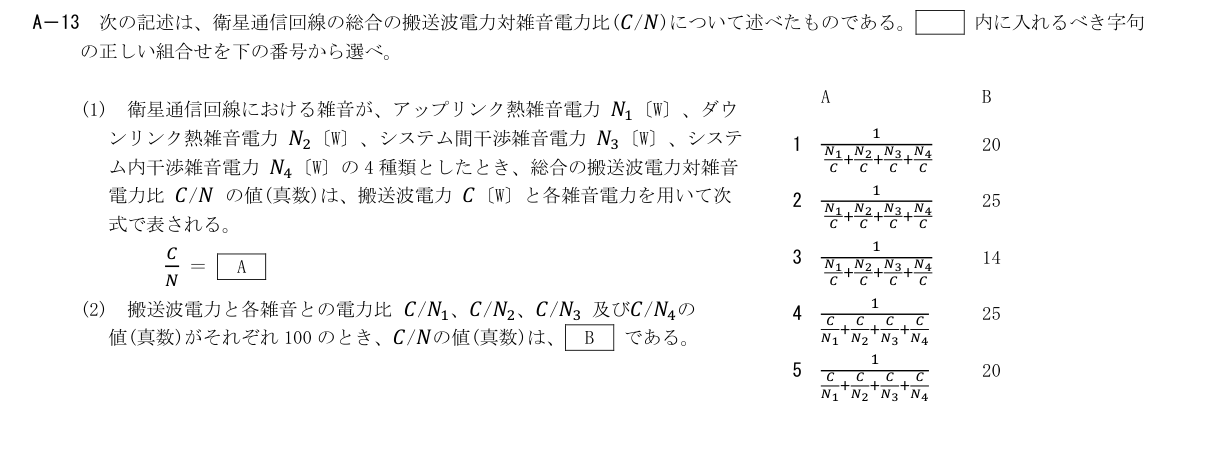 A－13 次の記述は、衛星通信回線の総合の搬送波電力対雑音電力比(C/N)について述べたものである。 内に入れるべき字句
の正しい組合せを下の番号から選べ。
(1) 衛星通信回線における雑音が、アップリンク熱雑音電力 N₁〔W〕、ダウ
ンリンク熱雑音電力 N₂〔W〕、システム間干渉雑音電力 N₃〔W〕、システ
ム内干渉雑音電力 N₄〔W〕の4種類としたとき、総合の搬送波電力対雑音
電力比 C/N の値(真数)は、搬送波電力 C〔W〕と各雑音電力を用いて次
式で表される。
C/N = A
(2) 搬送波電力と各雑音との電力比 C/N₁、C/N₂、C/N₃ 及びC/N₄の
値(真数)がそれぞれ100のとき、C/Nの値(真数)は、 B である。
A B
1 1/(N₁/C+N₂/C+N₃/C+N₄/C) 20
2 1/(N₁/C+N₂/C+N₃/C+N₄/C) 25
3 1/(N₁/C+N₂/C+N₃/C+N₄/C) 14
4 1/(C/N₁+C/N₂+C/N₃+C/N₄) 25
5 1/(C/N₁+C/N₂+C/N₃+C/N₄) 20